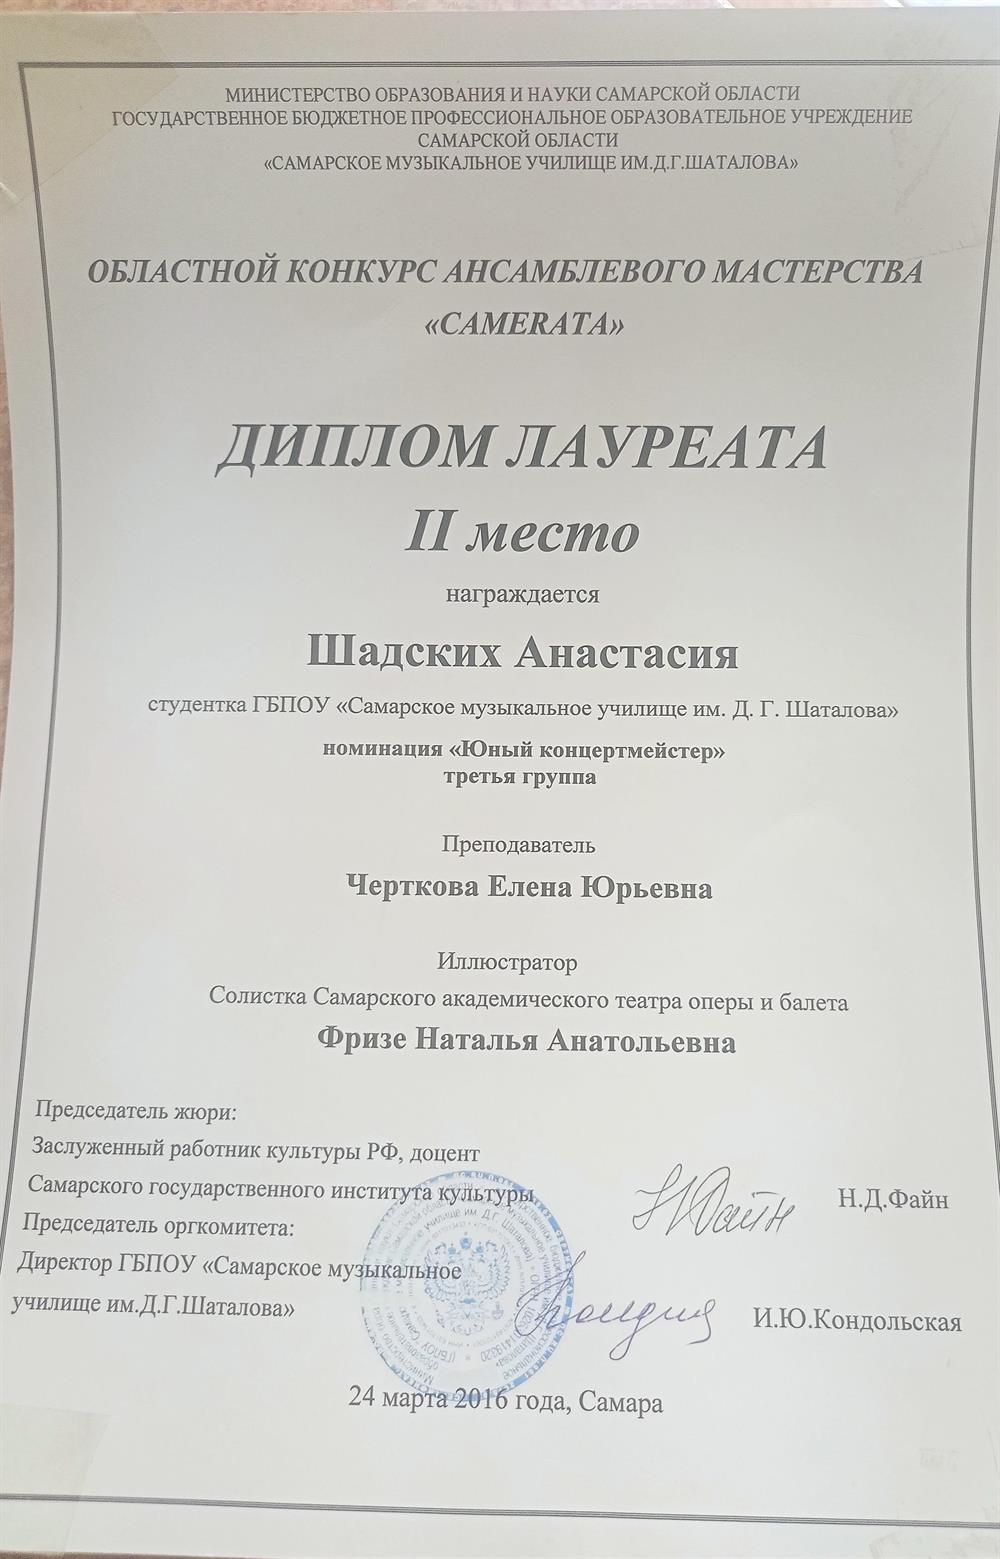 МИНИСТЕРСТВО ОБРАЗОВАНИЯ И НАУКИ САМАРСКОЙ ОБЛАСТИ
ГОСУДАРСТВЕННОЕ БЮДЖЕТНОЕ ПРОФЕССИОНАЛЬНОЕ ОБРАЗОВАТЕЛЬНОЕ УЧРЕЖДЕНИЕ
САМАРСКОЙ ОБЛАСТИ
«САМАРСКОЕ МУЗЫКАЛЬНОЕ УЧИЛИЩЕ ИМ.Д.Г.ШАТАЛОВА»
ОБЛАСТНОЙ КОНКУРС АНСАМБЛЕВОГО МАСТЕРСТВА
«CAMERATA»
ДИПЛОМ ЛАУРЕАТА
II место
награждается
Шадских Анастасия
студентка ГБПОУ «Самарское музыкальное училище им. Д. Г. Шаталова»
номинация «Юный концертмейстер»
третья группа
Преподаватель
Черткова Елена Юрьевна
Иллюстратор
Солистка Самарского академического театра оперы и балета
Фризе Наталья Анатольевна
Председатель жюри:
Заслуженный работник культуры РФ, доцент
Самарского государственного института культуры
Н.Д.Файн
Председатель оргкомитета:
Директор ГБПОУ «Самарское музыкальное
училище им.Д.Г.Шаталова»
И.Ю.Кондольская
24 марта 2016 года, Самара